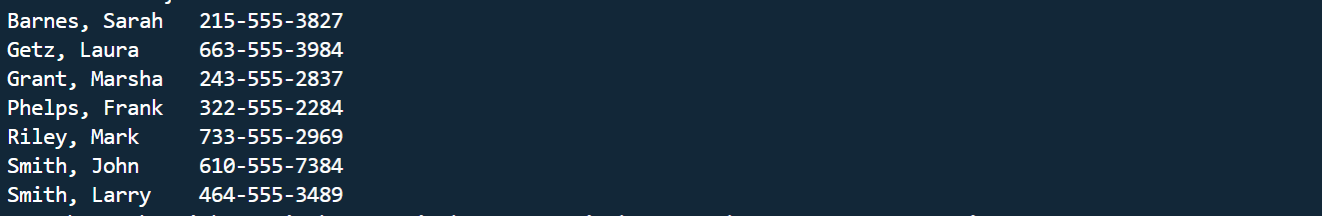 Barnes, Sarah   215-555-3827
Getz, Laura     663-555-3984
Grant, Marsha   243-555-2837
Phelps, Frank   322-555-2284
Riley, Mark     733-555-2969
Smith, John     610-555-7384
Smith, Larry    464-555-3489